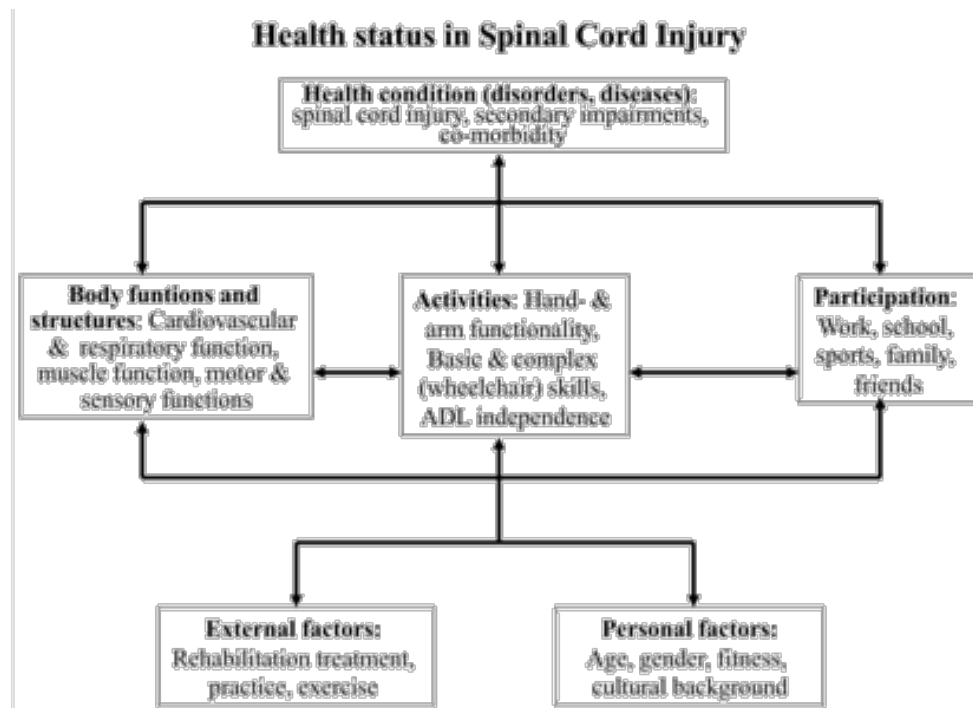 Health status in Spinal Cord Injury
Health condition (disorders, diseases):
spinal cord injury, secondary impairments,
co-morbidity
Body funtions and
structures: Cardiovascular
& respiratory function,
muscle function, motor &
sensory functions
Activities: Hand- &
arm functionality,
Basic & complex
(wheelchair) skills,
ADL independence
Participation:
Work, school,
sports, family,
friends
External factors:
Rehabilitation treatment,
practice, exercise
Personal factors:
Age, gender, fitness,
cultural background